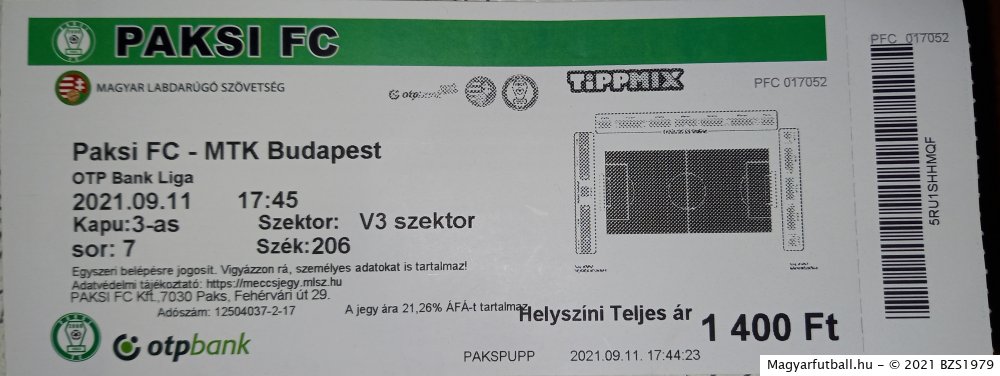 PAKSI FC
MAGYAR LABDARÚGÓ SZÖVETSÉG
otpbank
TiPPMIX
PFC 017052
PFC 017052
Paksi FC - MTK Budapest
OTP Bank Liga
2021.09.11 17:45
Kapu:3-as Szektor: V3 szektor
sor: 7 Szék:206
Egyszeri belépésre jogosít. Vigyázzon rá, személyes adatokat is tartalmaz!
Adatvédelmi tájékoztató: https://meccsjegy.mlsz.hu
PAKSI FC Kft.,7030 Paks, Fehérvári út 29.
Adószám: 12504037-2-17
A jegy ára 21,26% ÁFÁ-t tartalmaz
Helyszíni Teljes ár 1 400 Ft
otpbank
PAKSPUPP 2021.09.11. 17:44:23
5RU1SHHMQF
Magyarfutball.hu - © 2021 BZS1979